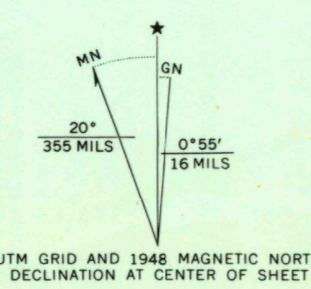 ★
MN
GN
20°
355 MILS
0°55'
16 MILS
UTM GRID AND 1948 MAGNETIC NORT
DECLINATION AT CENTER OF SHEET